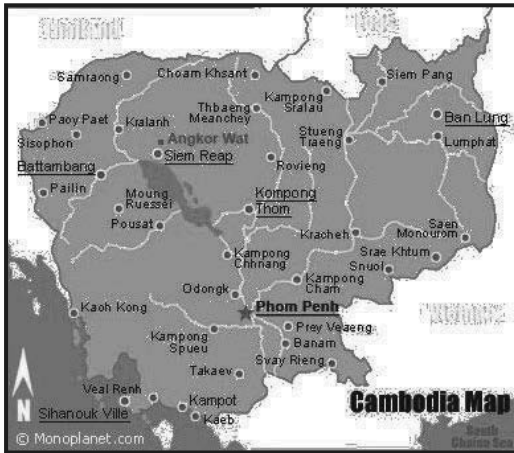 Samraong
Choam Khsant
Siem Pang
Kampong
Sralau
Thbaeng
Meanchey
Ban Lung
Paoy Paet
Kralanh
Sisophon
Angkor Wat
Siem Reap
Stueng
Traeng
Lumphat
Battambang
Rovieng
Pailin
Moung
Ruessei
Kompong
Thom
Pousat
Kracheh
Saen
Monourom
Srae Khtum
Snuol
Kampong
Chhnang
Kampong
Cham
Odongk
Phom Penh
Kaoh Kong
Prey Veaeng
Kampong
Spueu
Banam
Svay Rieng
Takaev
Veal Renh
Kampot
Sihanouk Ville
Kaeb
N
Cambodia Map
© Monoplanet.com
South